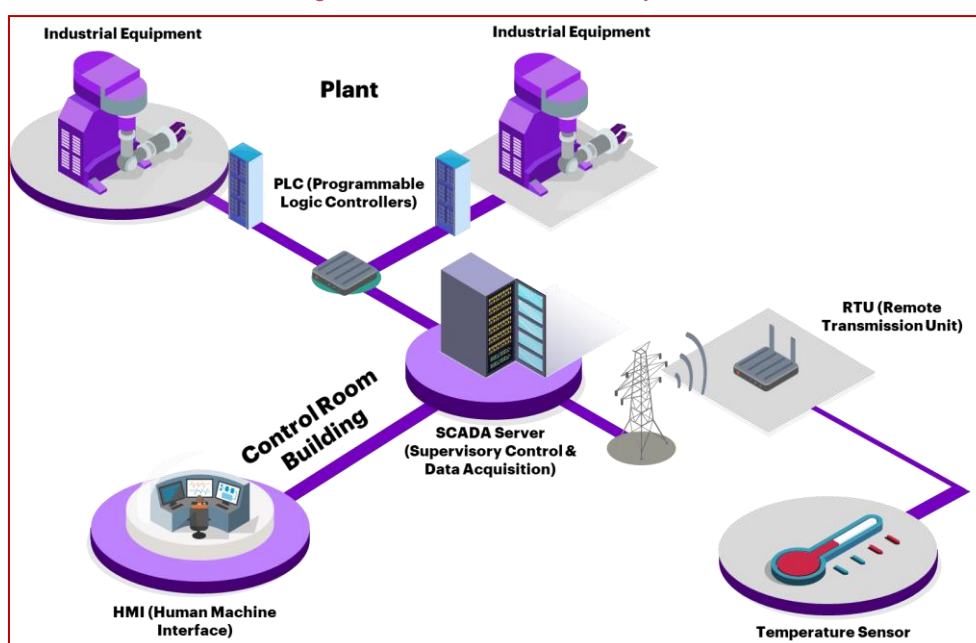 Industrial Equipment
Industrial Equipment
Plant
PLC (Programmable
Logic Controllers)
RTU (Remote
Transmission Unit)
Control Room
Building
SCADA Server
(Supervisory Control &
Data Acquisition)
HMI (Human Machine
Interface)
Temperature Sensor